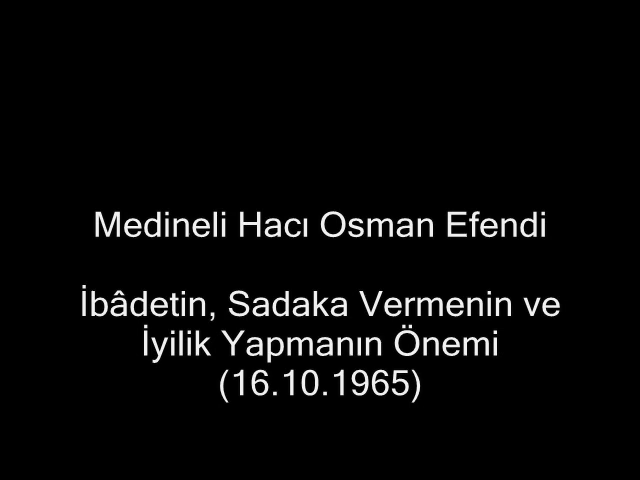 Medineli Hacı Osman Efendi
İbâdetin, Sadaka Vermenin ve
İyilik Yapmanın Önemi
(16.10.1965)